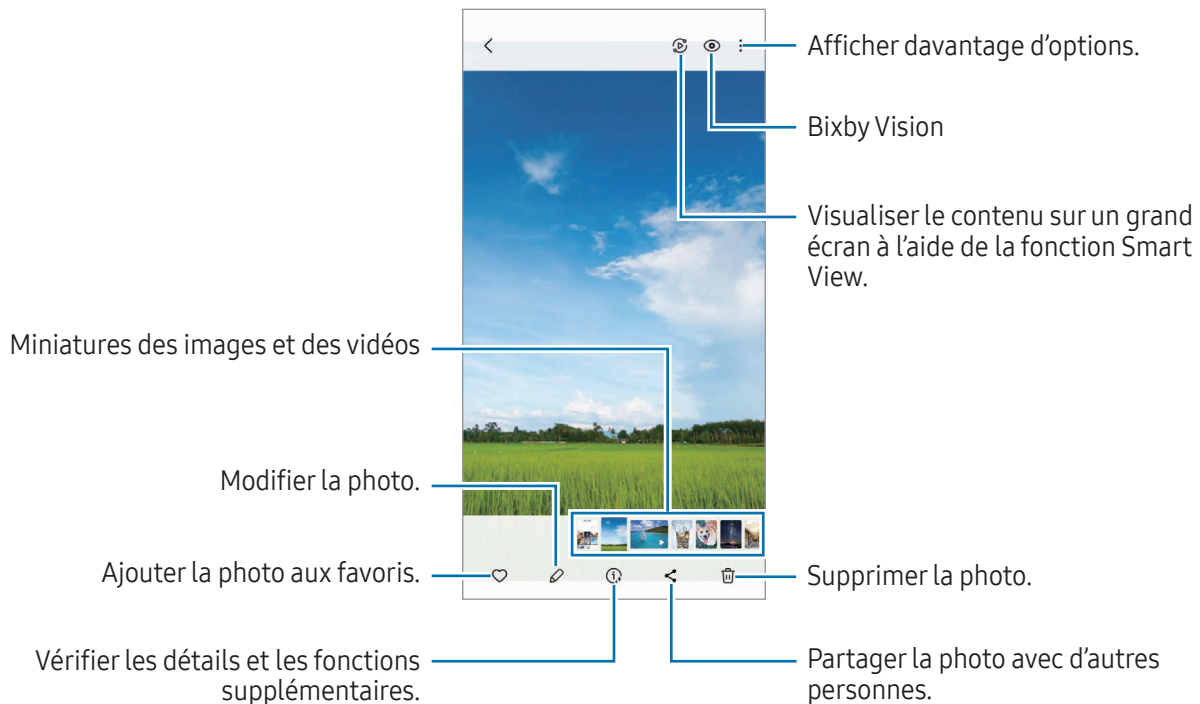 Afficher davantage d'options.
Bixby Vision
Visualiser le contenu sur un grand
écran à l'aide de la fonction Smart
View.
Miniatures des images et des vidéos
Modifier la photo.
Ajouter la photo aux favoris.
Supprimer la photo.
Vérifier les détails et les fonctions
supplémentaires.
Partager la photo avec d'autres
personnes.